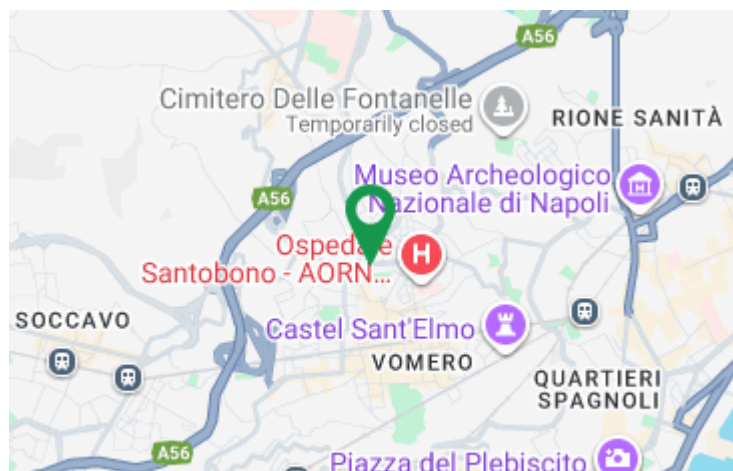 A56
Cimitero Delle Fontanelle
Temporarily closed
RIONE SANITÀ
Museo Archeologico
Nazionale di Napoli
A56
Ospedale
Santobono - AORN...
H
SOCCAVO
Castel Sant'Elmo
VOMERO
QUARTIERI
SPAGNOLI
A56
Piazza del Plebiscito